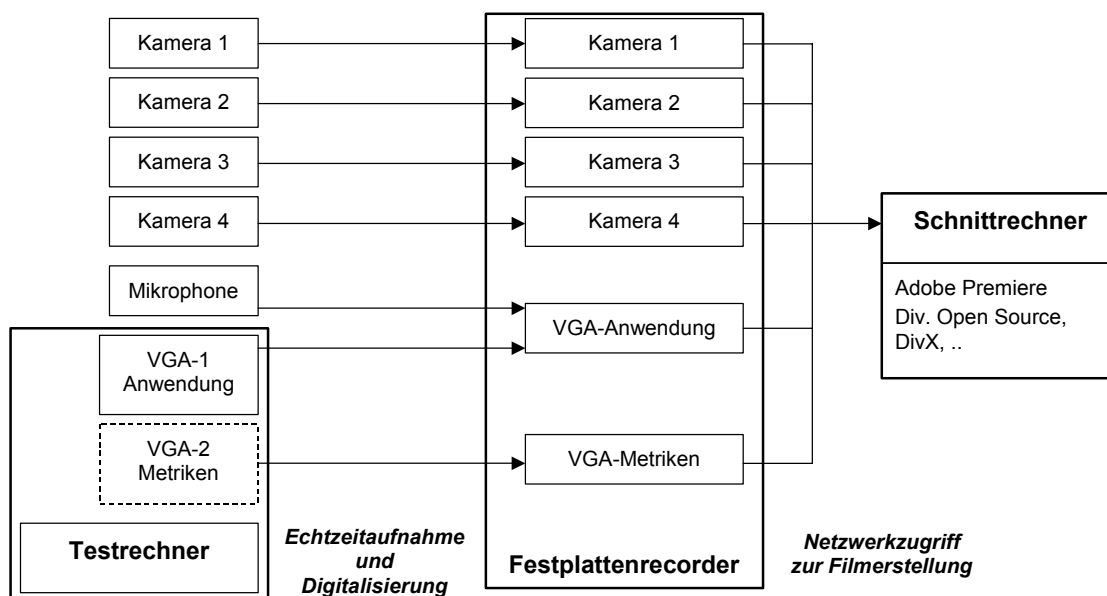 Kamera 1
Kamera 2
Kamera 3
Kamera 4
Mikrophone
VGA-1
Anwendung
VGA-2
Metriken
Testrechner
Echtzeitaufnahme
und
Digitalisierung
Kamera 1
Kamera 2
Kamera 3
Kamera 4
VGA-Anwendung
VGA-Metriken
Festplattenrecorder
Netzwerkzugriff
zur Filmerstellung
Schnittrechner
Adobe Premiere
Div. Open Source,
DivX, ..